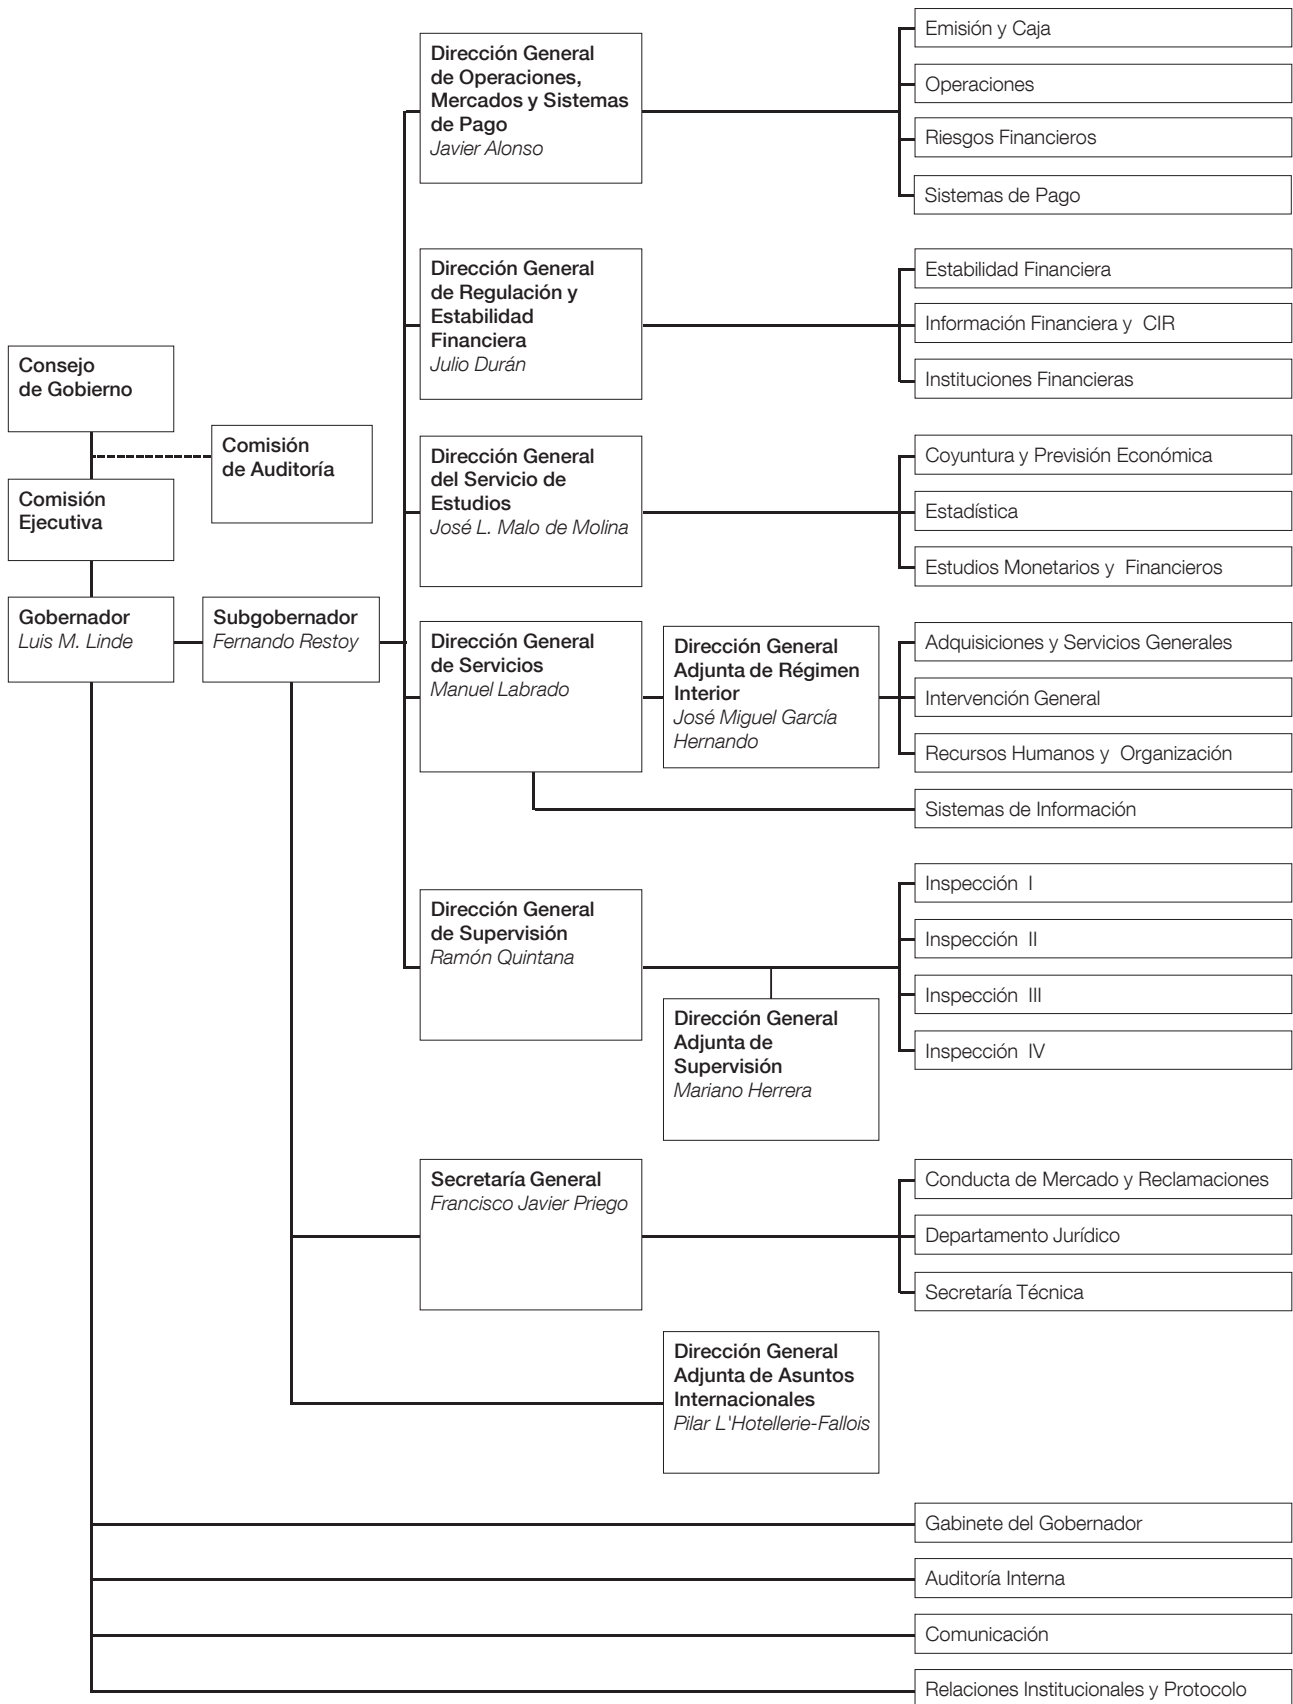 Consejo
de Gobierno
Comisión
de Auditoría
Comisión
Ejecutiva
Gobernador
Luis M. Linde
Subgobernador
Fernando Restoy
Dirección General
de Operaciones,
Mercados y Sistemas
de Pago
Javier Alonso
Emisión y Caja
Operaciones
Riesgos Financieros
Sistemas de Pago
Dirección General
de Regulación y
Estabilidad
Financiera
Julio Durán
Estabilidad Financiera
Información Financiera y CIR
Instituciones Financieras
Dirección General
del Servicio de
Estudios
José L. Malo de Molina
Coyuntura y Previsión Económica
Estadística
Estudios Monetarios y Financieros
Dirección General
de Servicios
Manuel Labrado
Dirección General
Adjunta de Régimen
Interior
José Miguel García
Hernando
Adquisiciones y Servicios Generales
Intervención General
Recursos Humanos y Organización
Sistemas de Información
Dirección General
de Supervisión
Ramón Quintana
Dirección General
Adjunta de
Supervisión
Mariano Herrera
Inspección I
Inspección II
Inspección III
Inspección IV
Secretaría General
Francisco Javier Priego
Conducta de Mercado y Reclamaciones
Departamento Jurídico
Secretaría Técnica
Dirección General
Adjunta de Asuntos
Internacionales
Pilar L'Hotellerie-Fallois
Gabinete del Gobernador
Auditoría Interna
Comunicación
Relaciones Institucionales y Protocolo